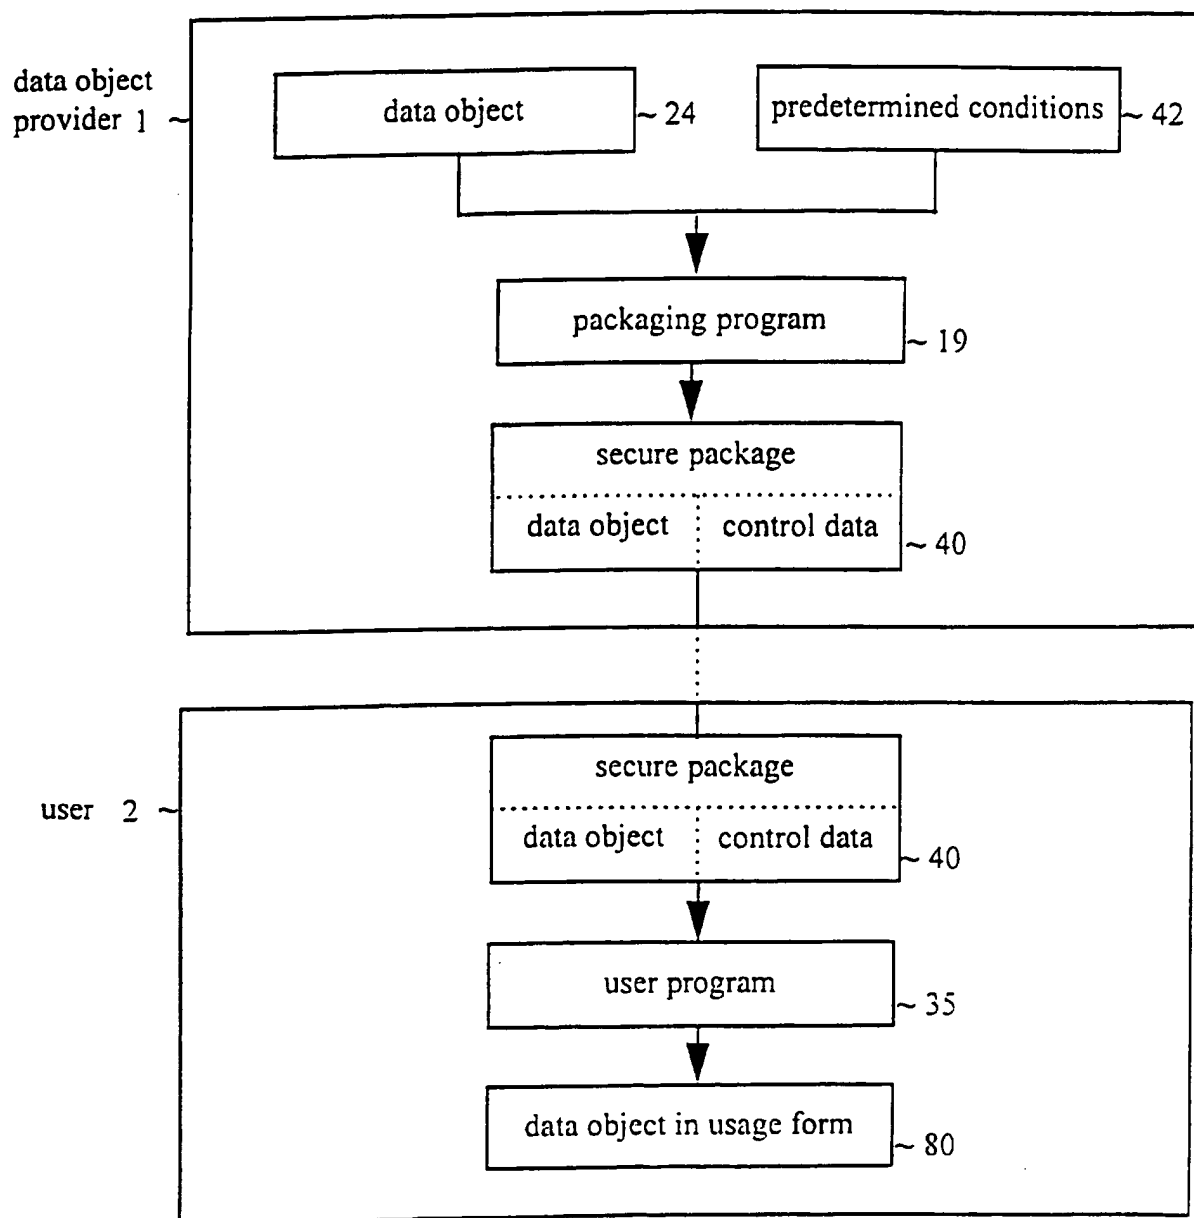 data object
provider 1 ~
data object ~ 24
predetermined conditions ~ 42
packaging program ~ 19
secure package
data object control data ~ 40
user 2 ~
secure package
data object control data ~ 40
user program ~ 35
data object in usage form ~ 80